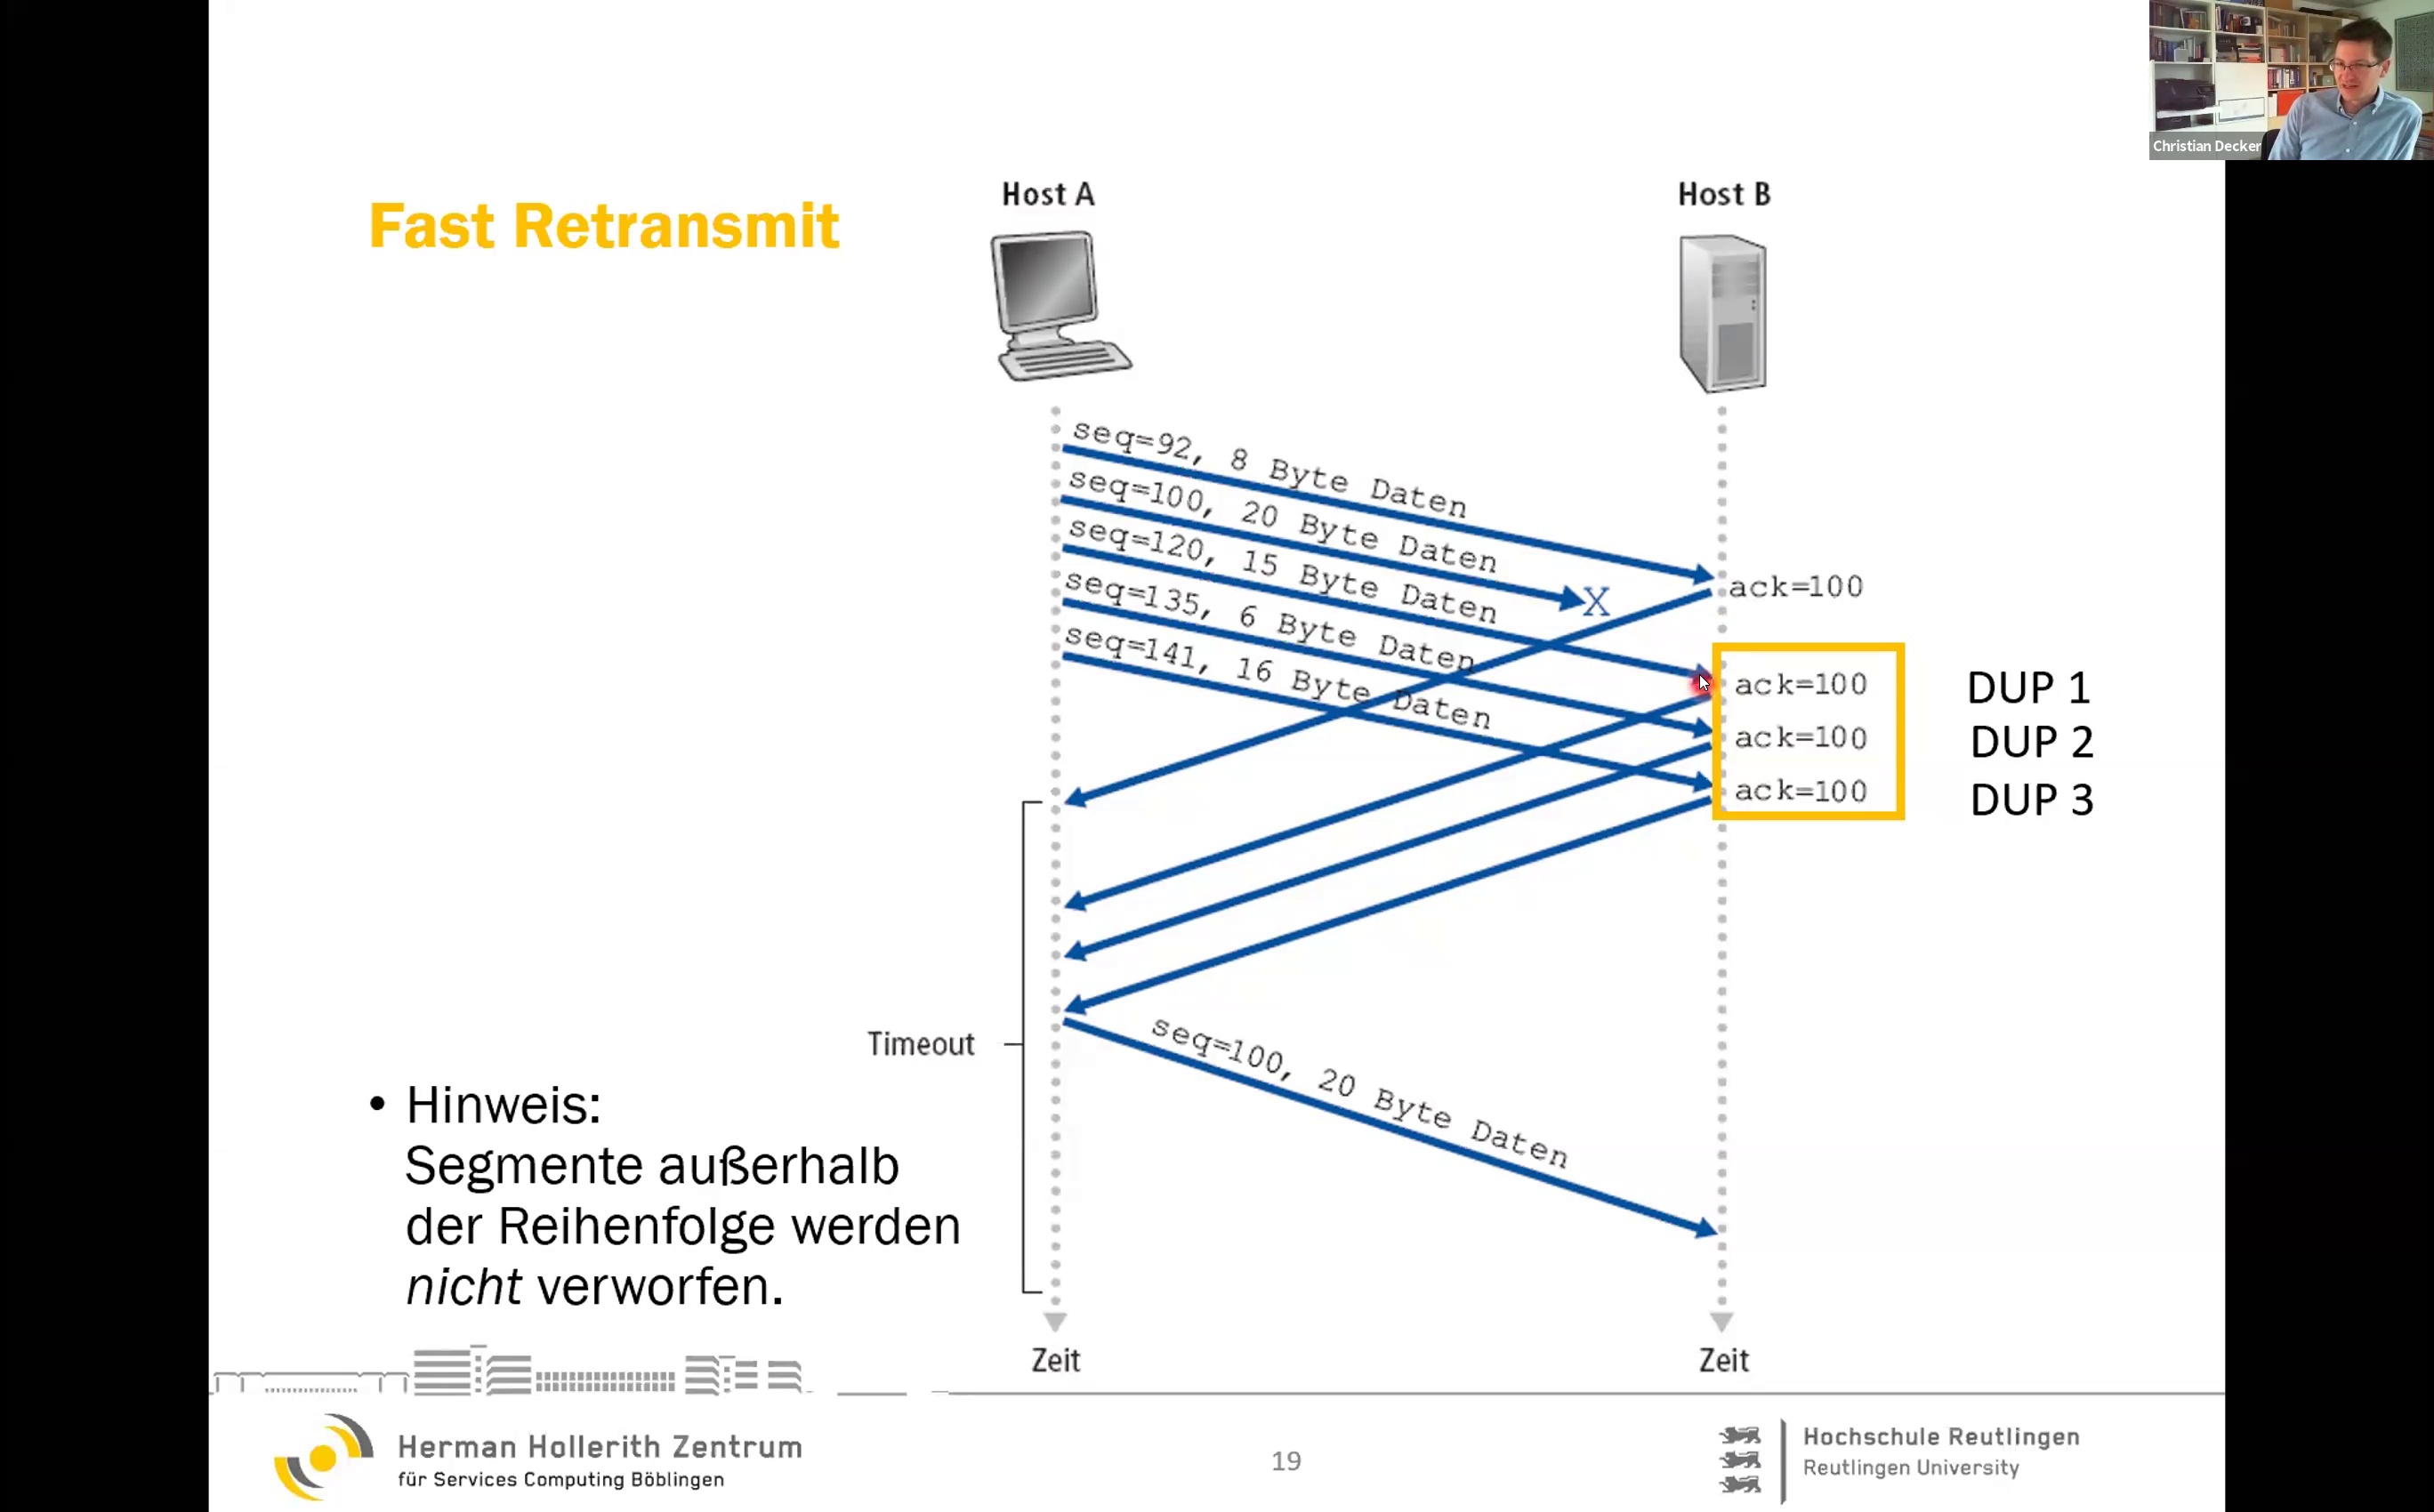 Christian Decker
Fast Retransmit
Host A
Host B
seq=92, 8 Byte Daten
seq=100, 20 Byte Daten
seq=120, 15 Byte Daten
seq=135, 6 Byte Daten
seq=141, 16 Byte Daten
X
ack=100
ack=100
DUP 1
ack=100
DUP 2
ack=100
DUP 3
Timeout
seq=100, 20 Byte Daten
• Hinweis:
Segmente außerhalb
der Reihenfolge werden
nicht verworfen.
Zeit
Zeit
Herman Hollerith Zentrum
für Services Computing Böblingen
19
Hochschule Reutlingen
Reutlingen University